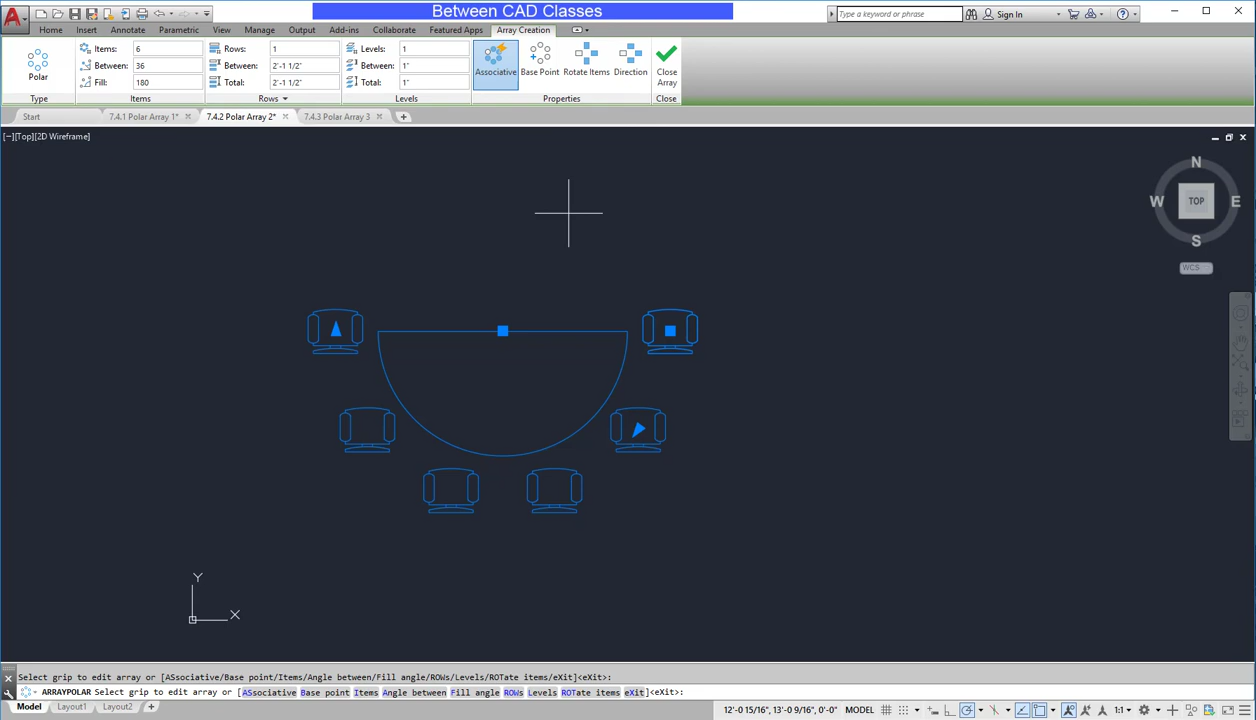 Between CAD Classes
Type a keyword or phrase
Sign In
Home Insert Annotate Parametric View Manage Output Add-ins Collaborate Featured Apps Array Creation
Polar
Items: 6
Between: 36
Fill: 180
Rows: 1
Between: 2'-1 1/2"
Total: 2'-1 1/2"
Levels: 1
Between: 1"
Total: 1"
Associative Base Point Rotate Items Direction
Close
Array
Type Items Rows Levels Properties Close
Start 7.4.1 Polar Array 1* 7.4.2 Polar Array 2* 7.4.3 Polar Array 3
[−][Top][2D Wireframe]
N
W TOP E
S
WCS
Y
X
Select grip to edit array or [ASsociative/Base point/Items/Angle between/Fill angle/ROWs/Levels/ROTate items/eXit]<eXit>:
ARRAYPOLAR Select grip to edit array or [ASsociative Base point Items Angle between Fill angle ROWs Levels ROTate items eXit]<eXit>:
Model Layout1 Layout2
12'-0 15/16", 13'-0 9/16", 0'-0" MODEL 1:1